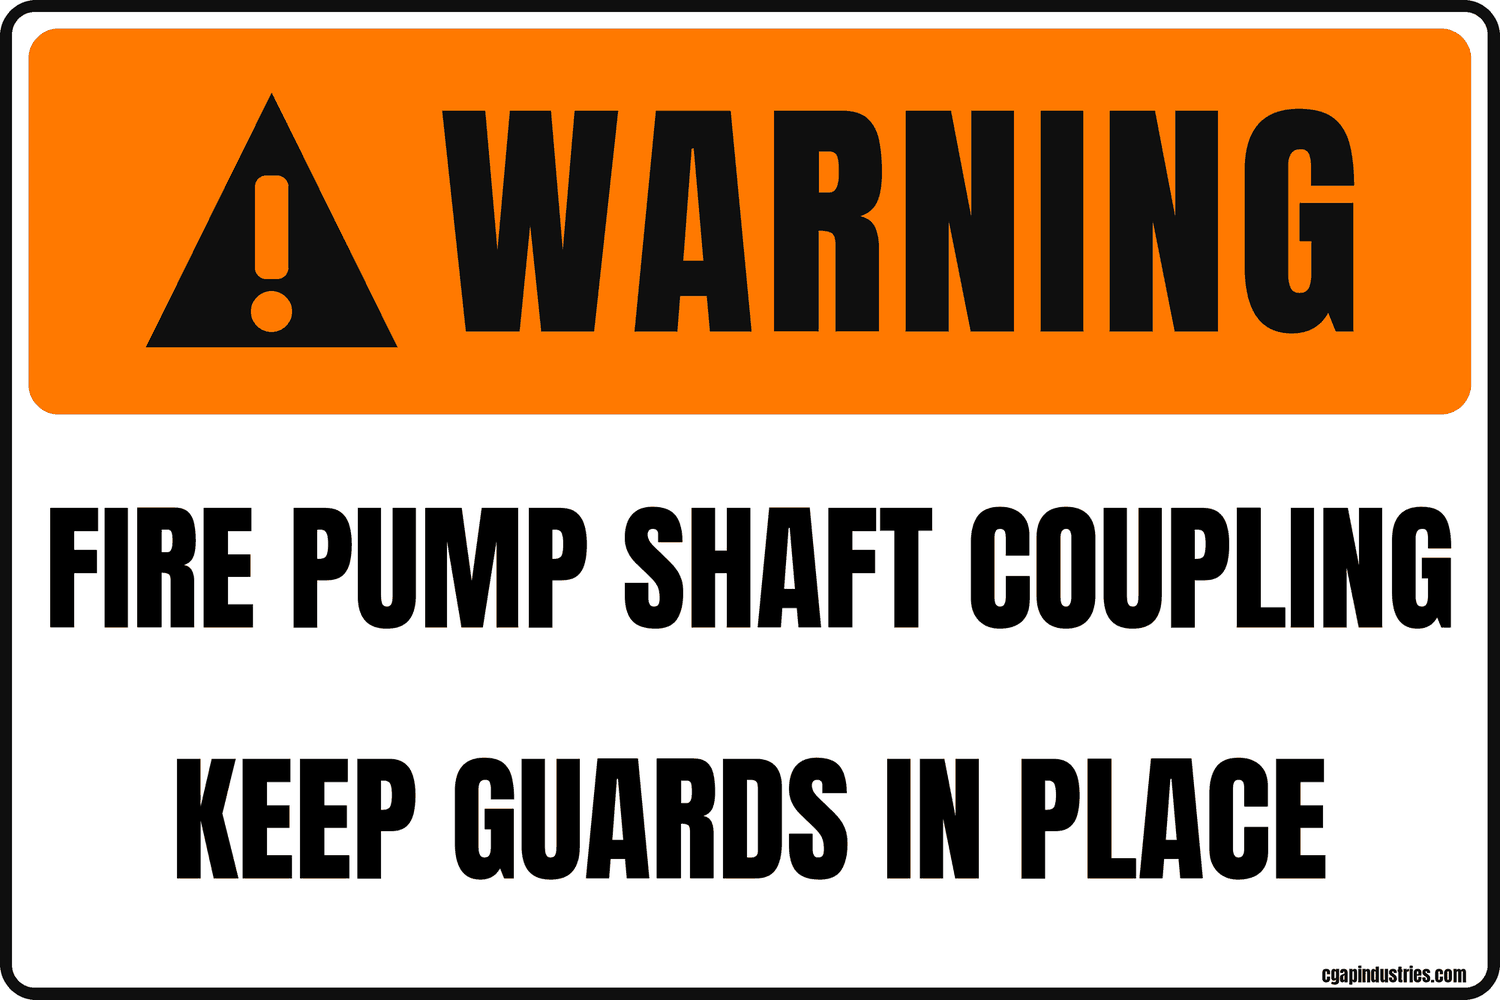 WARNING
FIRE PUMP SHAFT COUPLING
KEEP GUARDS IN PLACE
cgapindustries.com